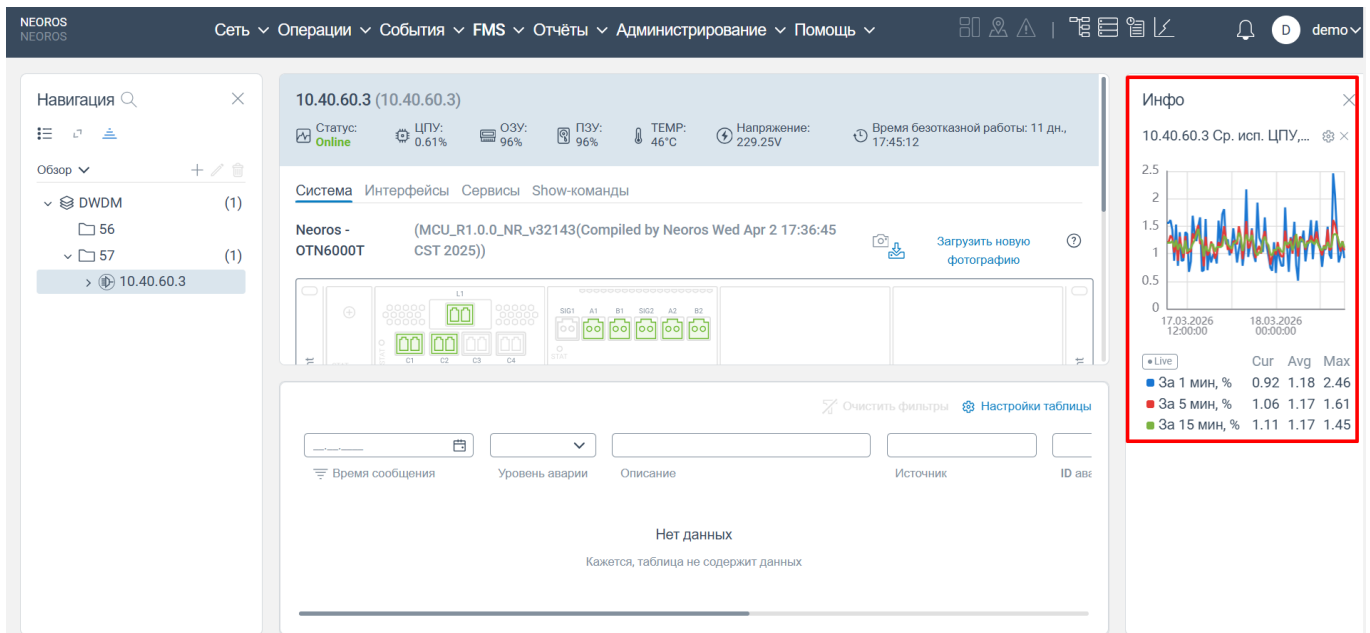 NEOROS
NEOROS
Сеть Операции События FMS Отчёты Администрирование Помощь
D demo
Навигация
Обзор
DWDM (1)
56
57 (1)
10.40.60.3
10.40.60.3 (10.40.60.3)
Статус: Online
ЦПУ: 0.61%
ОЗУ: 96%
ПЗУ: 96%
TEMP: 46°C
Напряжение: 229.25V
Время безотказной работы: 11 дн., 17:45:12
Система Интерфейсы Сервисы Show-команды
Neoros - OTN6000T
(MCU_R1.0.0_NR_v32143(Compiled by Neoros Wed Apr 2 17:36:45
CST 2025))
Загрузить новую
фотографию
?
L1
SIG1 A1 B1 SIG2 A2 B2
STAT
C1 C2 C3 C4
Очистить фильтры Настройки таблицы
__.__.____
Время сообщения Уровень аварии Описание Источник ID ава
Нет данных
Кажется, таблица не содержит данных
Инфо
10.40.60.3 Ср. исп. ЦПУ,...
2.5
2
1.5
1
0.5
0
17.03.2026 12:00:00
18.03.2026 00:00:00
Live Cur Avg Max
За 1 мин, % 0.92 1.18 2.46
За 5 мин, % 1.06 1.17 1.61
За 15 мин, % 1.11 1.17 1.45